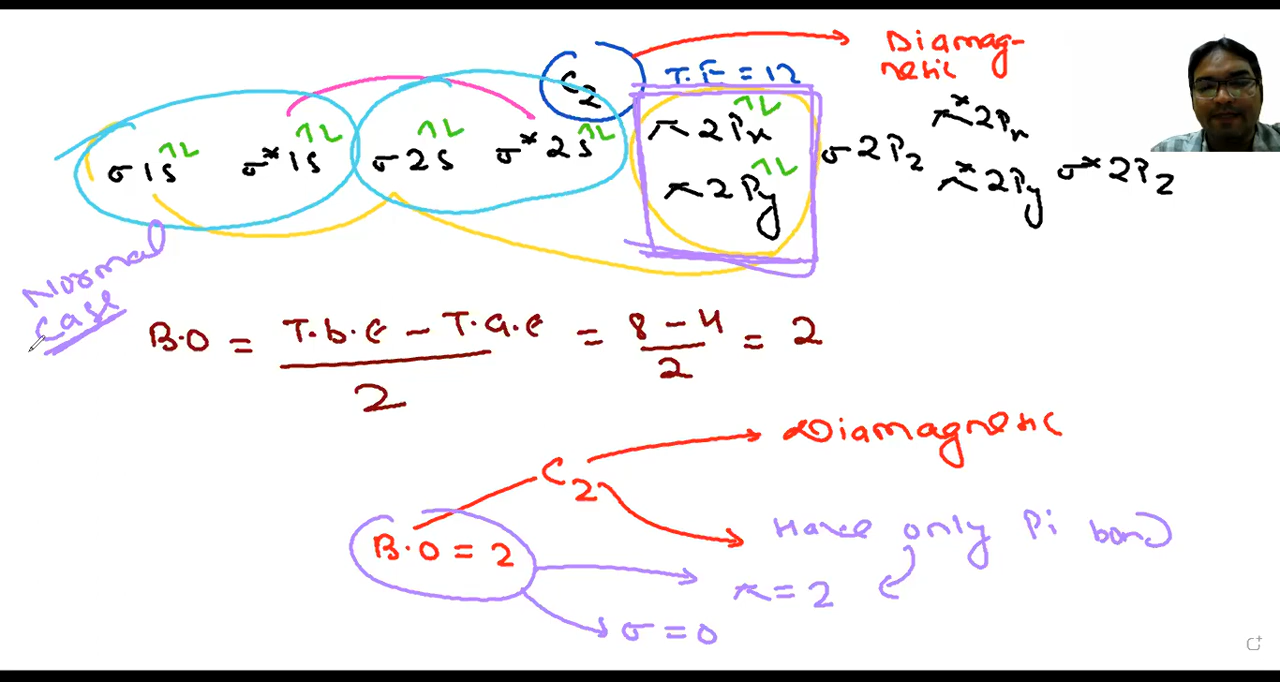 C2 T.E = 12 Diamag-
netic
σ1s↑↓ σ*1s↑↓ σ2s↑↓ σ*2s↑↓ π2Px↑↓ σ2Pz π*2Px
π2Py↑↓ π*2Py σ*2Pz
Normal
case
B.O = T.b.e - T.a.e / 2 = 8 - 4 / 2 = 2
C2 Diamagnetic
B.O = 2 Have only Pi bond
π = 2
σ = 0